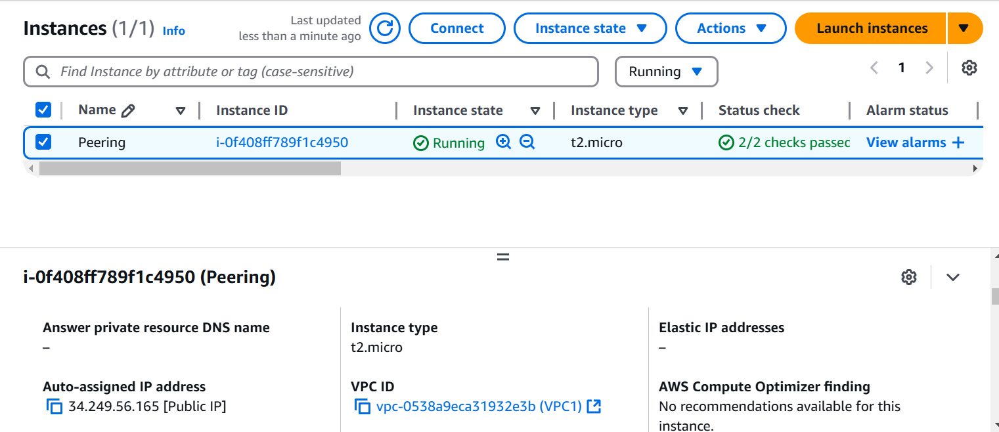 Instances (1/1) Info
Last updated
less than a minute ago
Connect
Instance state
Actions
Launch instances
Find Instance by attribute or tag (case-sensitive)
Running
1
Name Instance ID Instance state Instance type Status check Alarm status
Peering i-0f408ff789f1c4950 Running t2.micro 2/2 checks passed View alarms +
i-0f408ff789f1c4950 (Peering)
Answer private resource DNS name
–
Instance type
t2.micro
Elastic IP addresses
–
Auto-assigned IP address
34.249.56.165 [Public IP]
VPC ID
vpc-0538a9eca31932e3b (VPC1)
AWS Compute Optimizer finding
No recommendations available for this
instance.